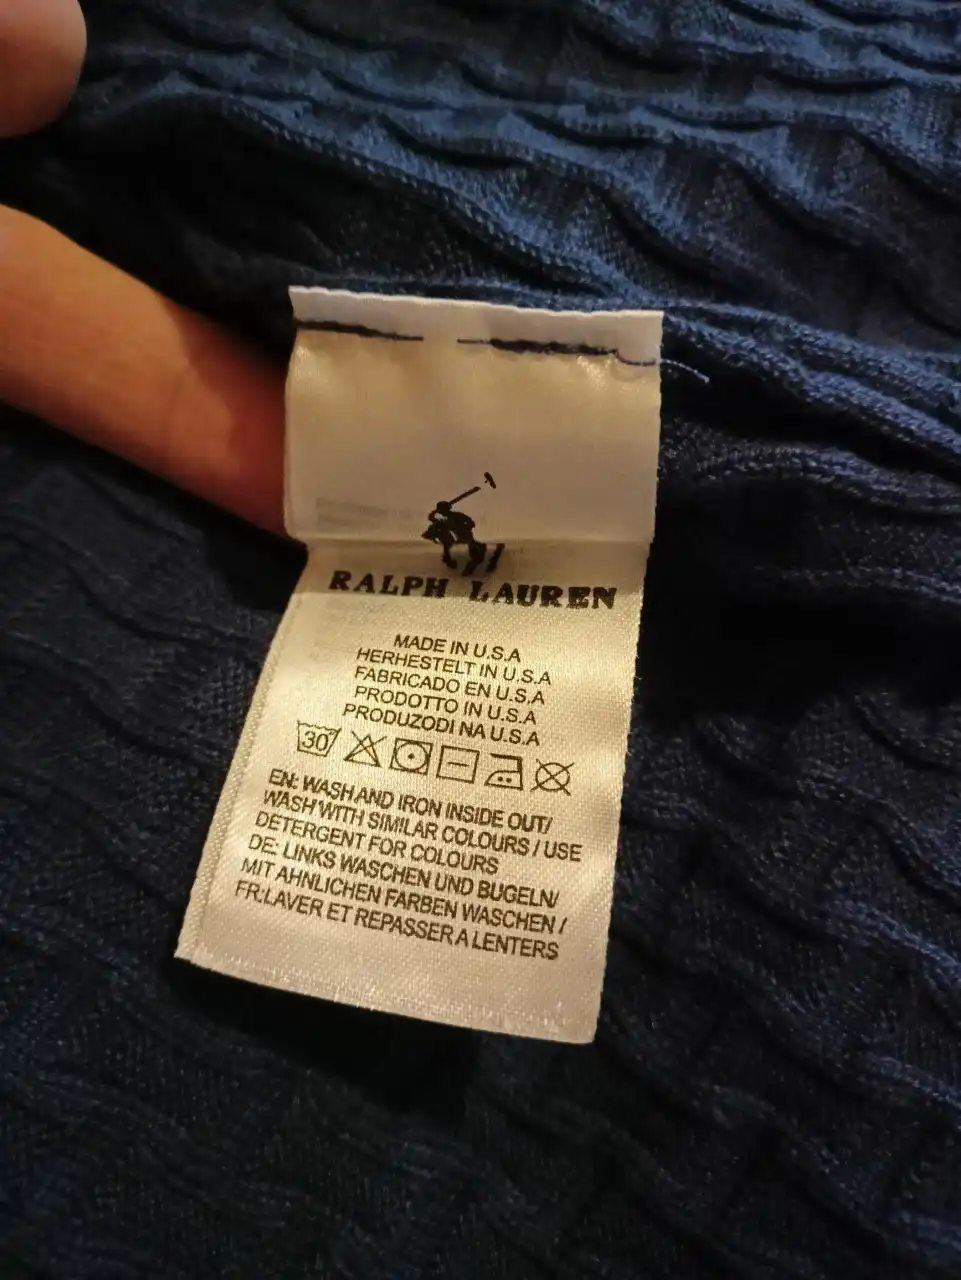 RALPH LAUREN
MADE IN U.S.A
HERHESTELT IN U.S.A
FABRICADO EN U.S.A
PRODOTTO IN U.S.A
PRODUZODI NA U.S.A
30
EN: WASH AND IRON INSIDE OUT/
WASH WITH SIMILAR COLOURS / USE
DETERGENT FOR COLOURS
DE: LINKS WASCHEN UND BUGELN/
MIT AHNLICHEN FARBEN WASCHEN /
FR:LAVER ET REPASSER A LENTERS